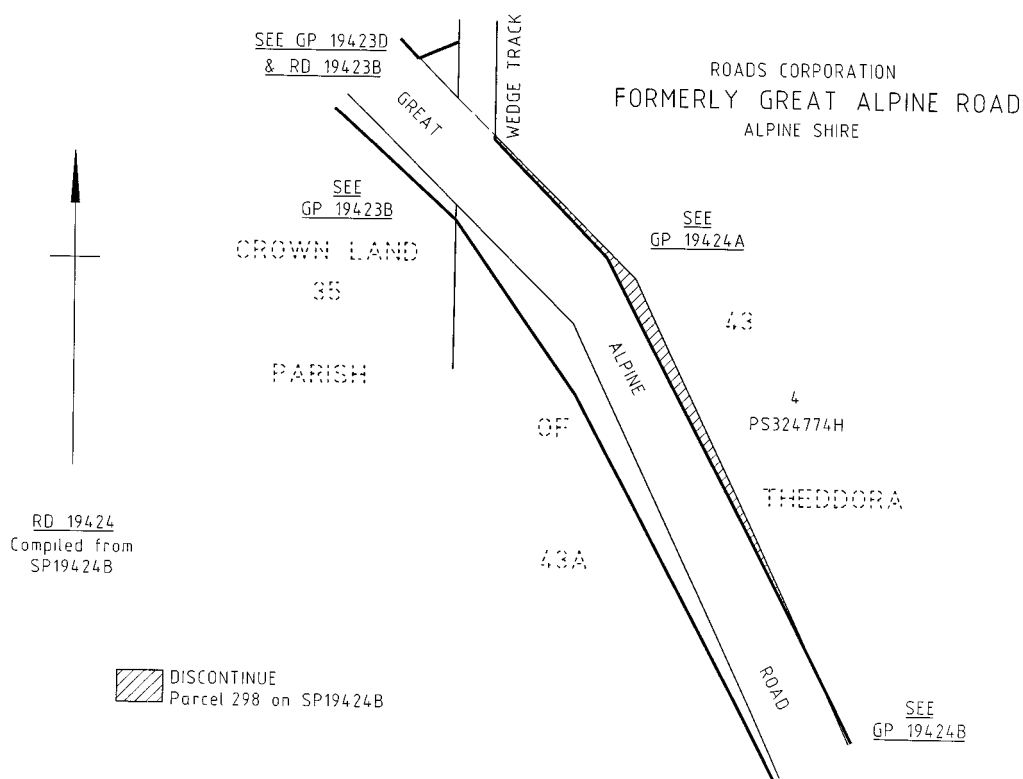 SEE GP 19423D
& RD 19423B
WEDGE TRACK
ROADS CORPORATION
FORMERLY GREAT ALPINE ROAD
ALPINE SHIRE
GREAT
SEE
GP 19423B
SEE
GP 19424A
CROWN LAND
35
43
PARISH
ALPINE
4
PS324774H
OF
THEDDORA
RD 19424
Compiled from
SP19424B
43A
DISCONTINUE
Parcel 298 on SP19424B
ROAD
SEE
GP 19424B